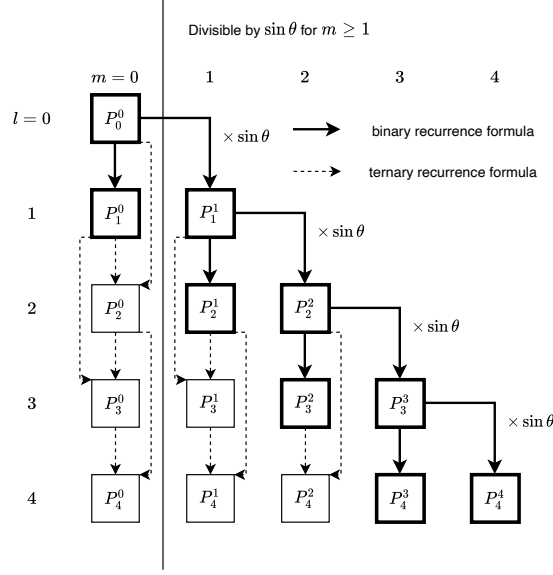 Divisible by sin θ for m ≥ 1
m = 0 1 2 3 4
l = 0 P_0^0
× sin θ
binary recurrence formula
ternary recurrence formula
1 P_1^0 P_1^1
× sin θ
2 P_2^0 P_2^1 P_2^2
× sin θ
3 P_3^0 P_3^1 P_3^2 P_3^3
× sin θ
4 P_4^0 P_4^1 P_4^2 P_4^3 P_4^4